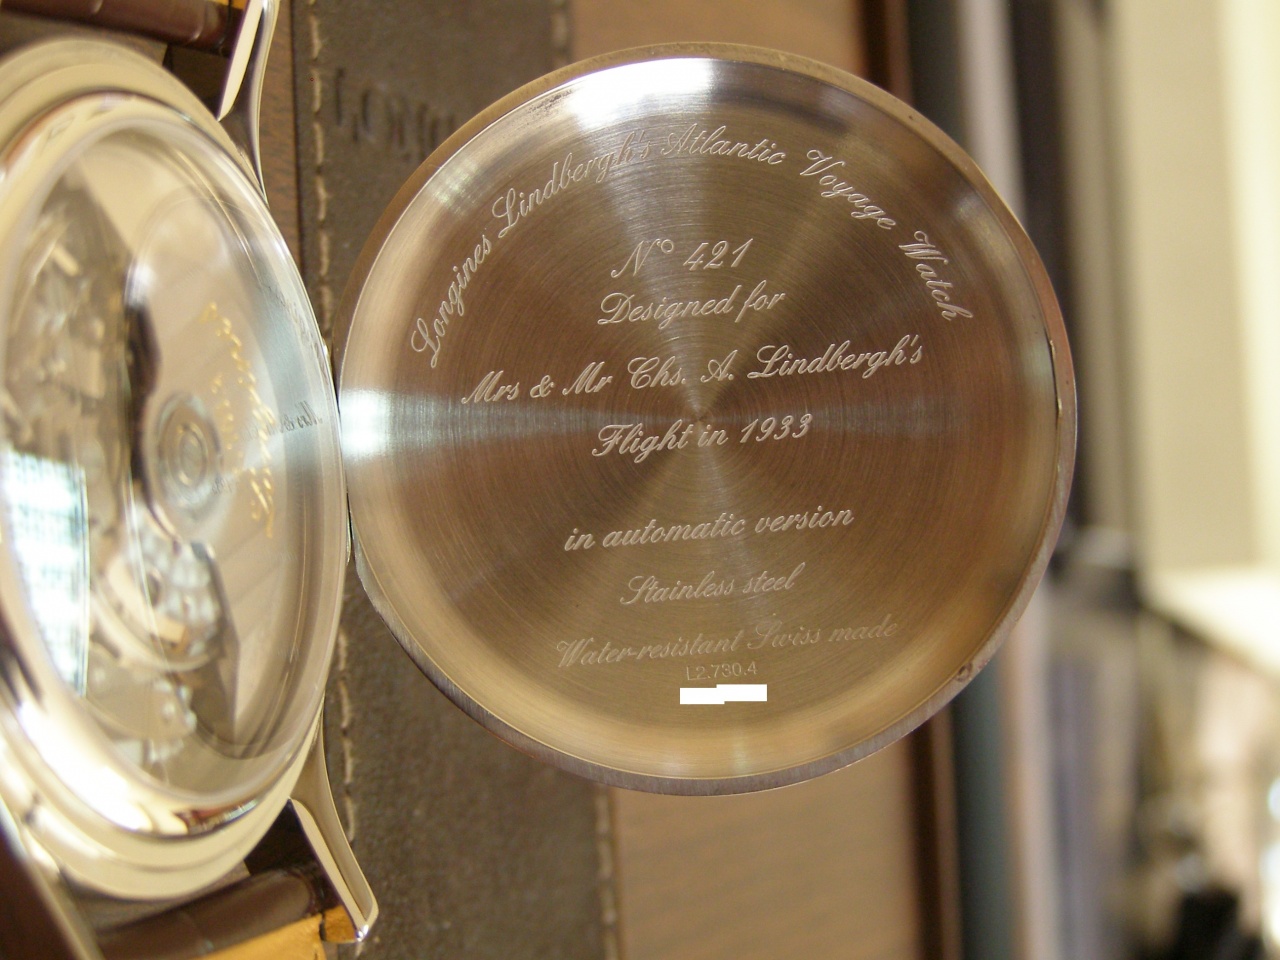 Longines Lindbergh's Atlantic Voyage Watch
Nº 421
Designed for
Mrs & Mr Chs. A. Lindbergh's
Flight in 1933
in automatic version
Stainless steel
Water-resistant Swiss made
L2.730.4